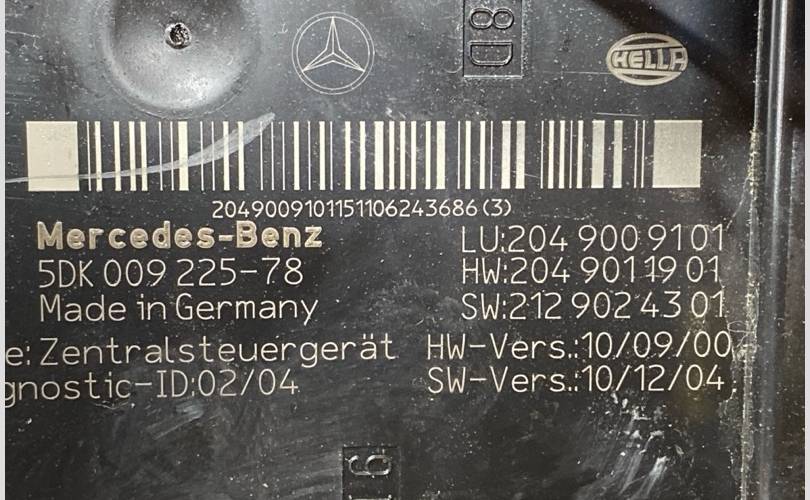 8D
HELLA
2049009101151106243686(3)
Mercedes-Benz
5DK 009 225-78
Made in Germany
LU:204 900 91 01
HW:204 901 19 01
SW:212 902 43 01
e: Zentralsteuergerät
gnostic-ID:02/04
HW-Vers.:10/09/00
SW-Vers.:10/12/04
16